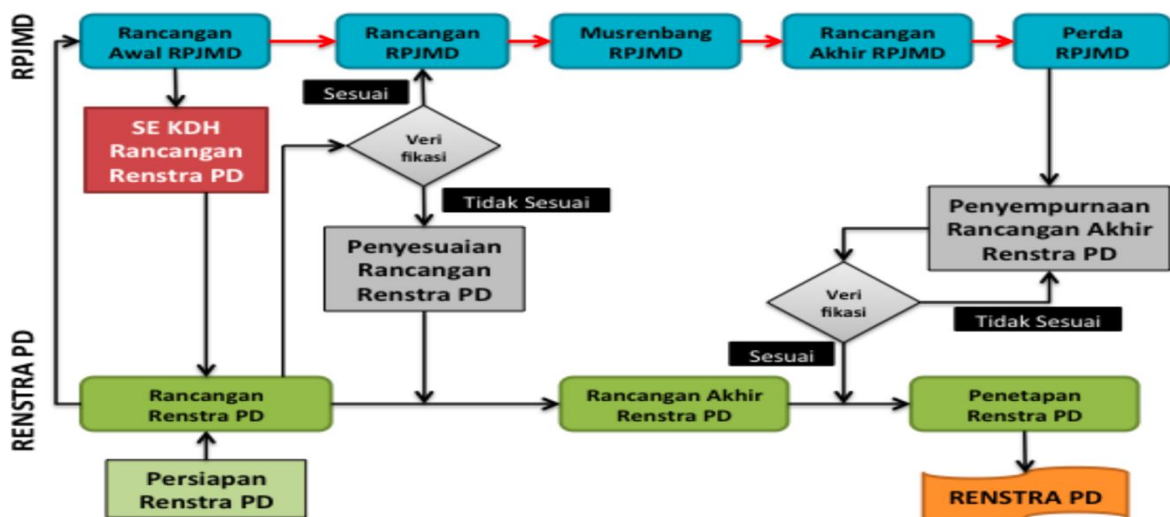 RPJMD
Rancangan
Awal RPJMD
Rancangan
RPJMD
Musrenbang
RPJMD
Rancangan
Akhir RPJMD
Perda
RPJMD
Sesuai
SE KDH
Rancangan
Renstra PD
Veri
fikasi
Tidak Sesuai
Penyesuaian
Rancangan
Renstra PD
Penyempurnaan
Rancangan Akhir
Renstra PD
Veri
fikasi
Tidak Sesuai
Sesuai
RENSTRA PD
Rancangan
Renstra PD
Rancangan Akhir
Renstra PD
Penetapan
Renstra PD
Persiapan
Renstra PD
RENSTRA PD